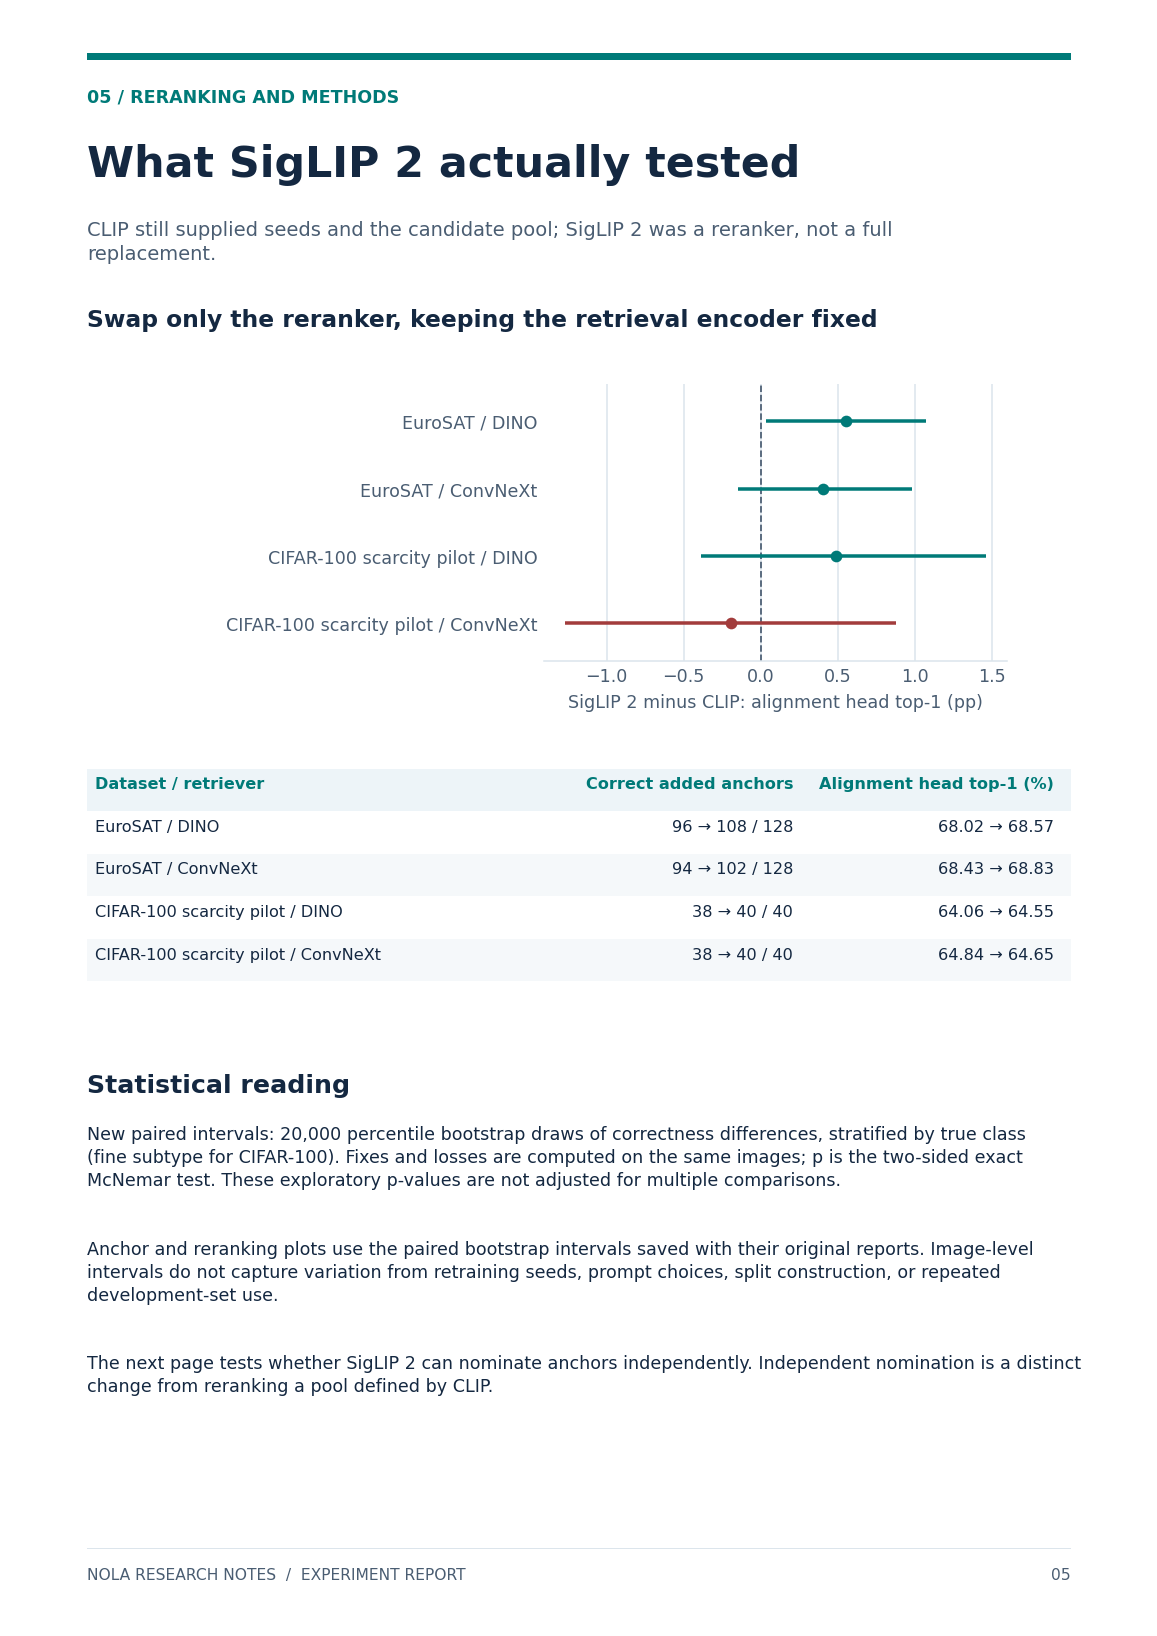 05 / RERANKING AND METHODS
What SigLIP 2 actually tested
CLIP still supplied seeds and the candidate pool; SigLIP 2 was a reranker, not a full
replacement.
Swap only the reranker, keeping the retrieval encoder fixed
EuroSAT / DINO
EuroSAT / ConvNeXt
CIFAR-100 scarcity pilot / DINO
CIFAR-100 scarcity pilot / ConvNeXt
−1.0 −0.5 0.0 0.5 1.0 1.5
SigLIP 2 minus CLIP: alignment head top-1 (pp)
Dataset / retriever Correct added anchors Alignment head top-1 (%)
EuroSAT / DINO 96 → 108 / 128 68.02 → 68.57
EuroSAT / ConvNeXt 94 → 102 / 128 68.43 → 68.83
CIFAR-100 scarcity pilot / DINO 38 → 40 / 40 64.06 → 64.55
CIFAR-100 scarcity pilot / ConvNeXt 38 → 40 / 40 64.84 → 64.65
Statistical reading
New paired intervals: 20,000 percentile bootstrap draws of correctness differences, stratified by true class
(fine subtype for CIFAR-100). Fixes and losses are computed on the same images; p is the two-sided exact
McNemar test. These exploratory p-values are not adjusted for multiple comparisons.
Anchor and reranking plots use the paired bootstrap intervals saved with their original reports. Image-level
intervals do not capture variation from retraining seeds, prompt choices, split construction, or repeated
development-set use.
The next page tests whether SigLIP 2 can nominate anchors independently. Independent nomination is a distinct
change from reranking a pool defined by CLIP.
NOLA RESEARCH NOTES / EXPERIMENT REPORT 05